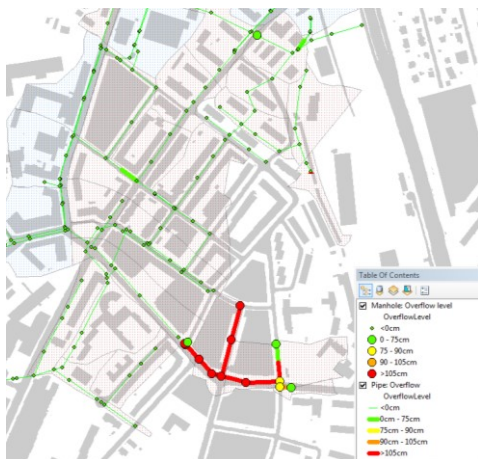 Table Of Contents
Manhole: Overflow level
OverflowLevel
<0cm
0 - 75cm
75 - 90cm
90 - 105cm
>105cm
Pipe: Overflow
OverflowLevel
<0cm
0cm - 75cm
75cm - 90cm
90cm - 105cm
>105cm